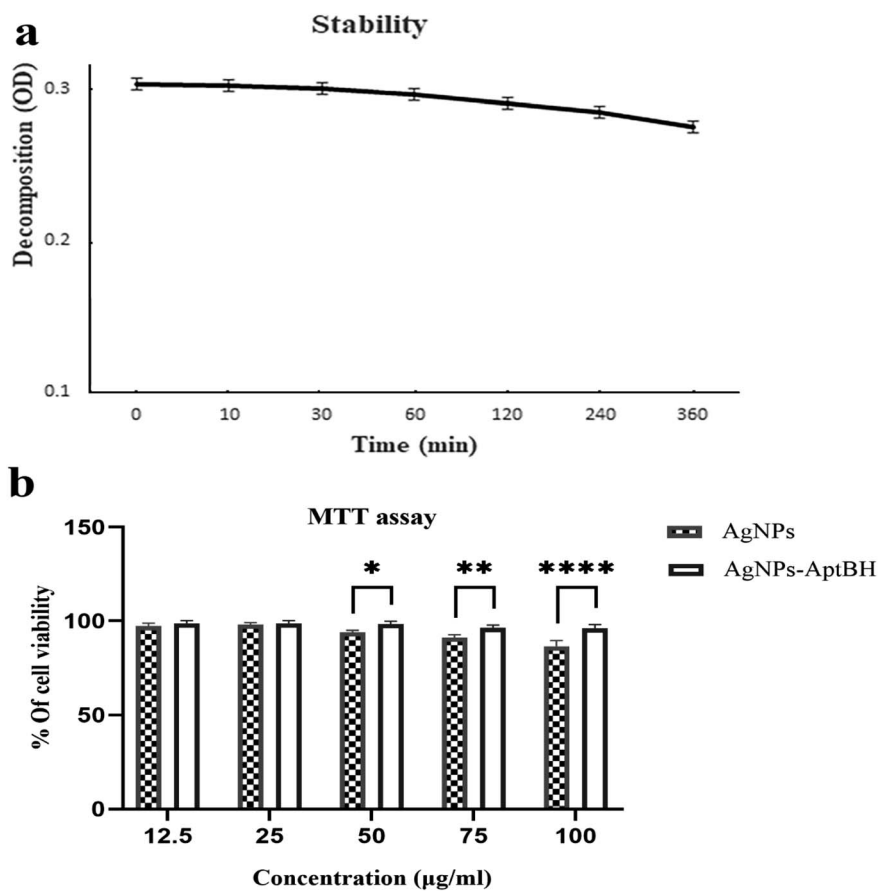 a
Stability
Decomposition (OD)
0.3
0.2
0.1
0 10 30 60 120 240 360
Time (min)
b
MTT assay
AgNPs
AgNPs-AptBH
% Of cell viability
150
100
50
0
* ** ****
12.5 25 50 75 100
Concentration (µg/ml)